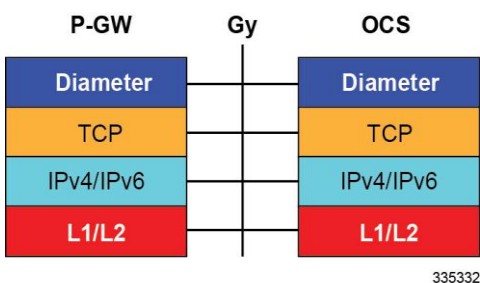 P-GW Gy OCS
Diameter Diameter
TCP TCP
IPv4/IPv6 IPv4/IPv6
L1/L2 L1/L2
335332